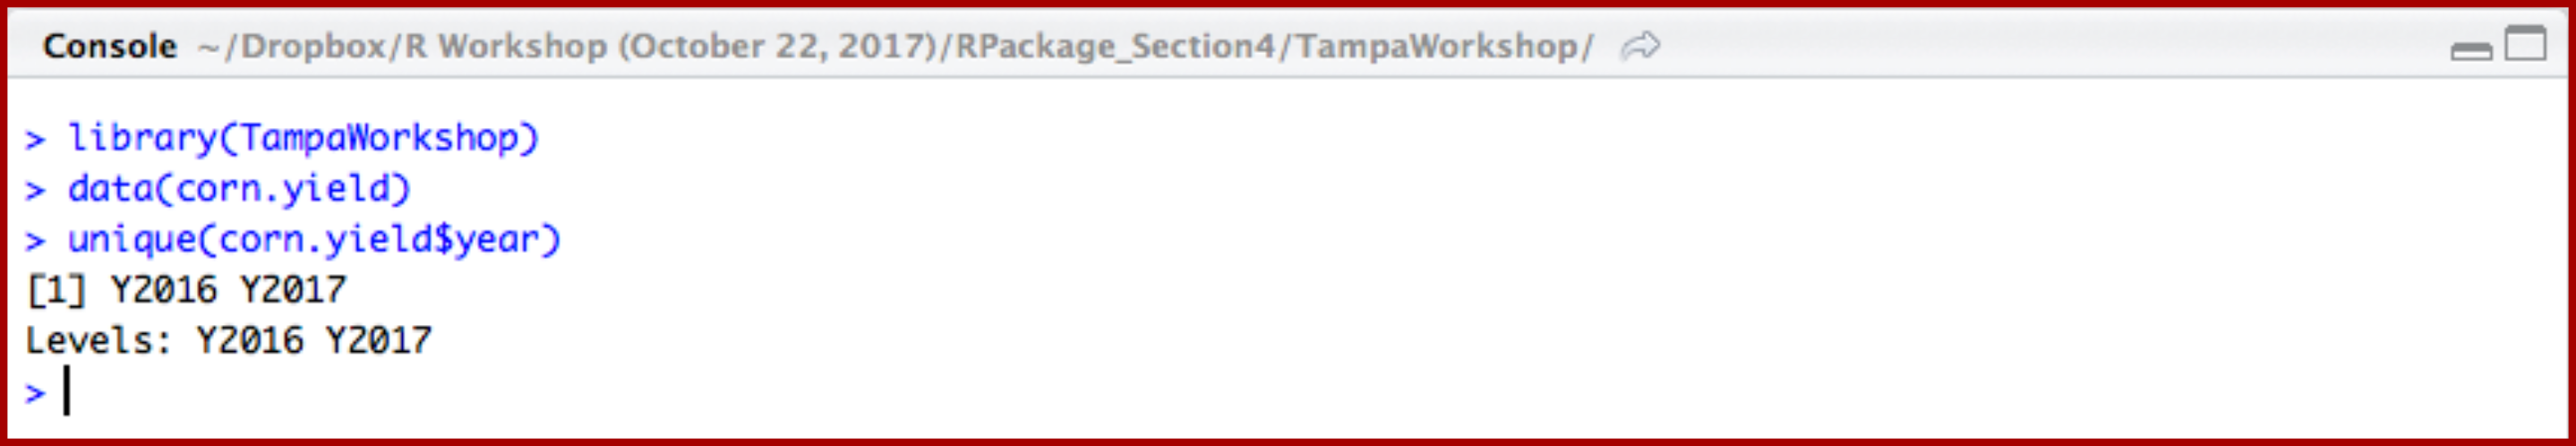 Console ~/Dropbox/R Workshop (October 22, 2017)/RPackage_Section4/TampaWorkshop/
> library(TampaWorkshop)
> data(corn.yield)
> unique(corn.yield$year)
[1] Y2016 Y2017
Levels: Y2016 Y2017
>